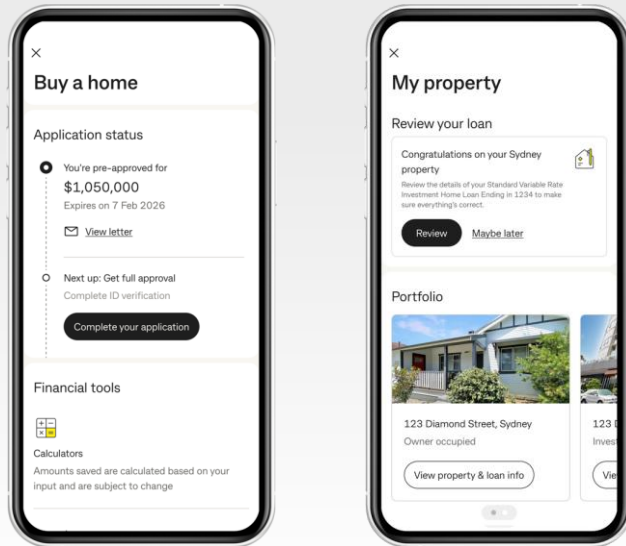 Buy a home
Application status
You're pre-approved for
$1,050,000
Expires on 7 Feb 2026
View letter
Next up: Get full approval
Complete ID verification
Complete your application
Financial tools
Calculators
Amounts saved are calculated based on your
input and are subject to change
My property
Review your loan
Congratulations on your Sydney
property
Review the details of your Standard Variable Rate
Investment Home Loan Ending in 1234 to make
sure everything's correct.
Review
Maybe later
Portfolio
123 Diamond Street, Sydney
Owner occupied
View property & loan info
123
Invest
Vie